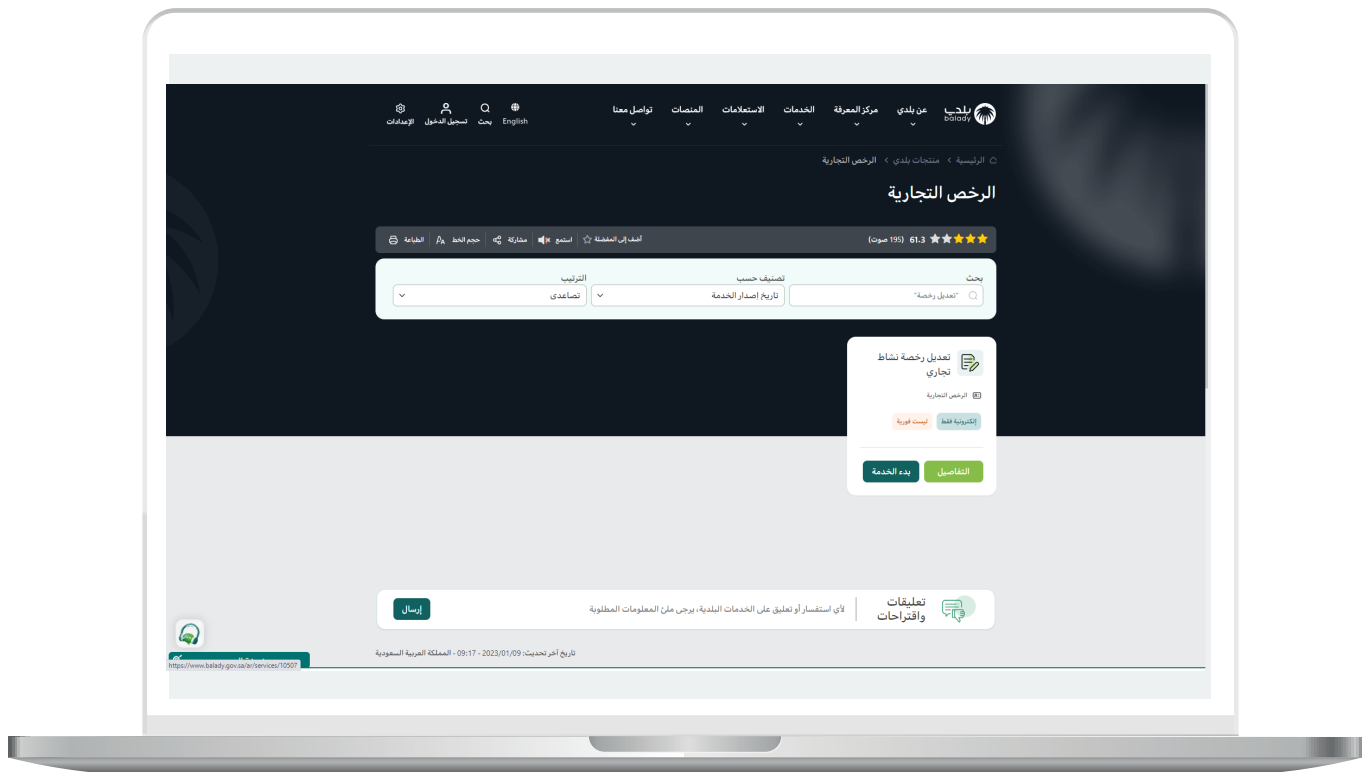 بلدي
balady
عن بلدي
مركز المعرفة
الخدمات
الاستعلامات
المنصات
تواصل معنا
English
بحث
تسجيل الدخول
الإعدادات
الرئيسية > منتجات بلدي > الرخص التجارية
الرخص التجارية
61.3 (195 صوت)
أضف إلى المفضلة
استمع
مشاركة
حجم الخط
الطباعة
بحث
تصنيف حسب
الترتيب
"تعديل رخصة"
تاريخ إصدار الخدمة
تصاعدى
تعديل رخصة نشاط
تجاري
الرخص التجارية
إلكترونية فقط
ليست فورية
التفاصيل
بدء الخدمة
تعليقات
واقتراحات
لأي استفسار أو تعليق على الخدمات البلدية، يرجى ملئ المعلومات المطلوبة
إرسال
تاريخ آخر تحديث: 2023/01/09 - 09:17 - المملكة العربية السعودية
https://www.balady.gov.sa/ar/services/10507